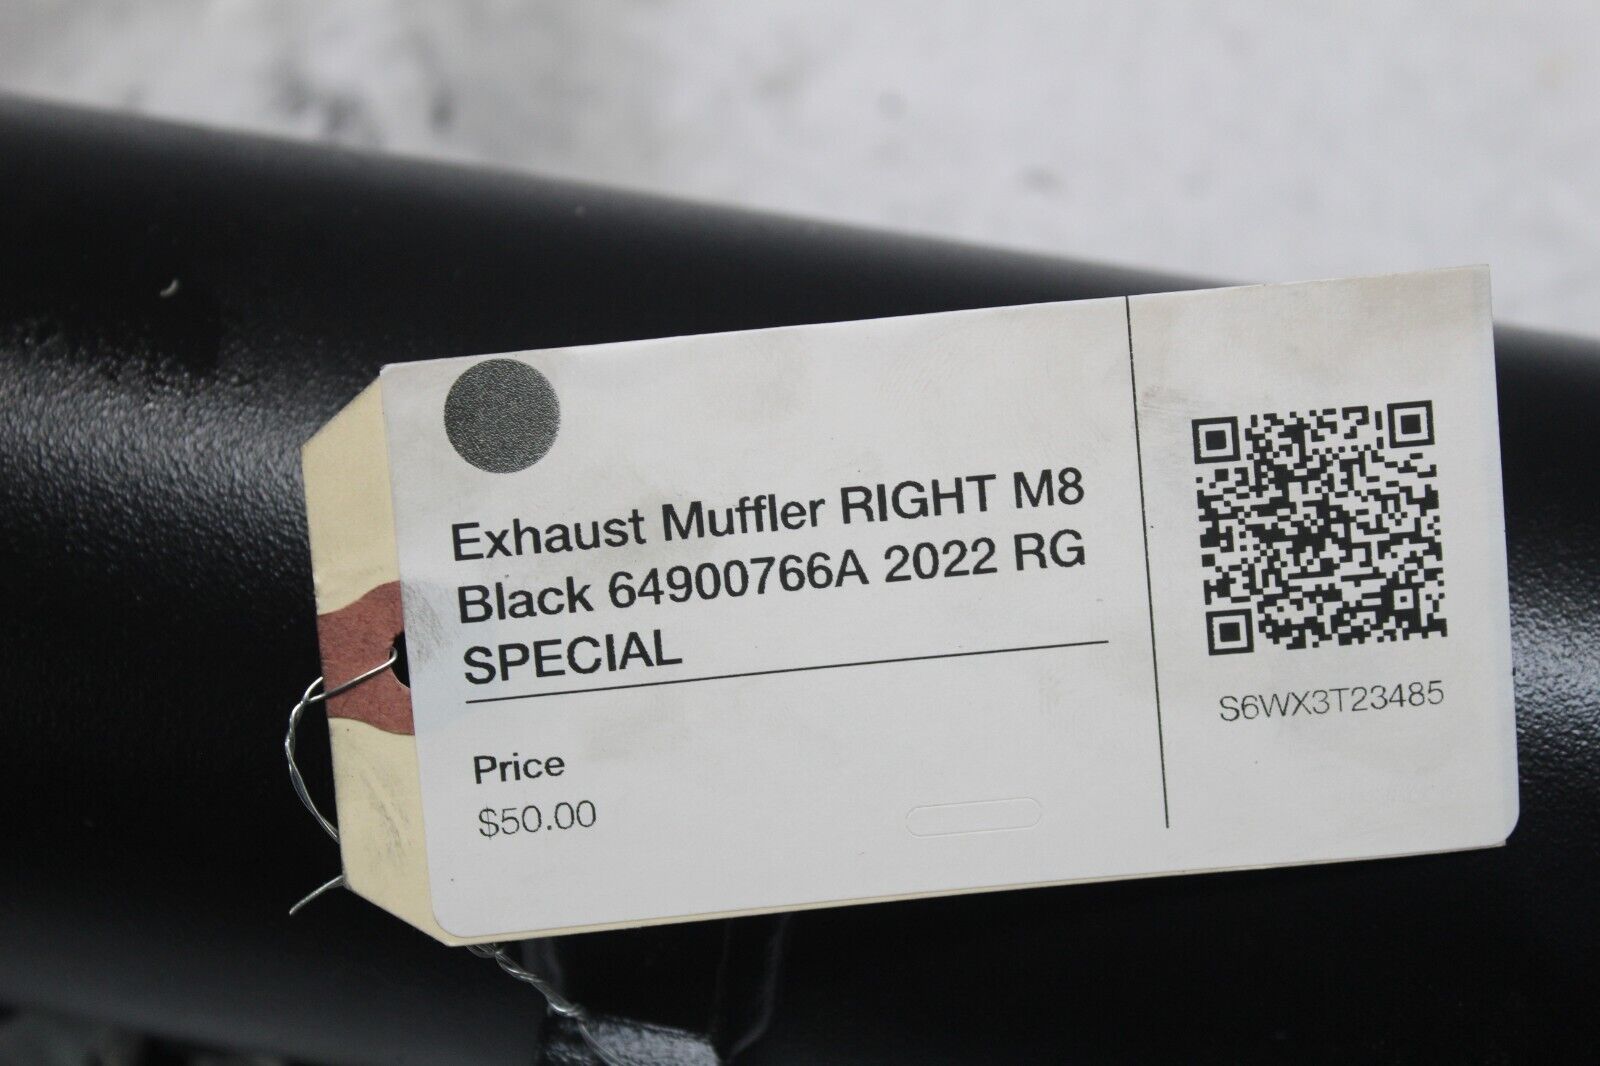 Exhaust Muffler RIGHT M8
Black 64900766A 2022 RG
SPECIAL
Price
$50.00
S6WX3T23485